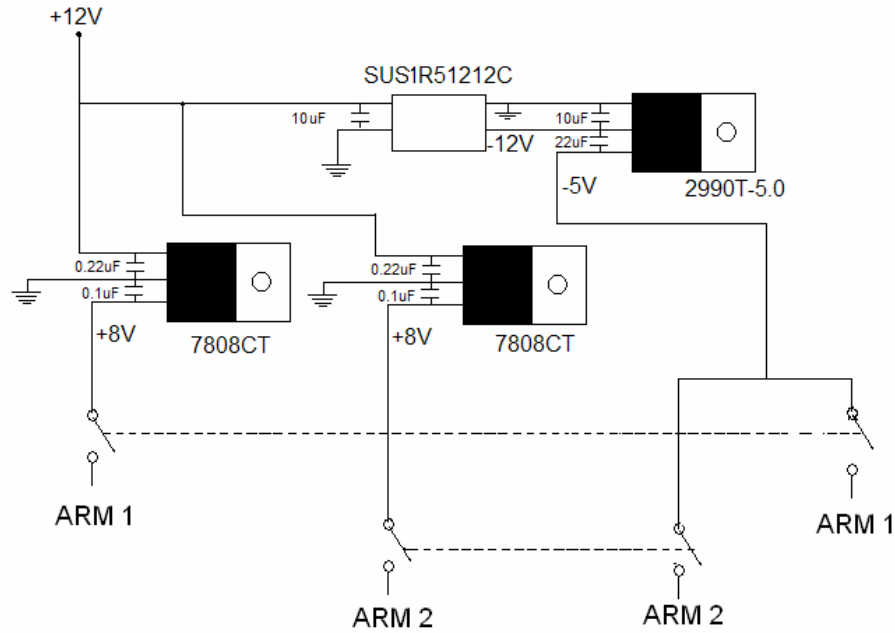 +12V
SUS1R51212C
10uF
10uF
-12V
22uF
-5V
2990T-5.0
0.22uF
0.1uF
+8V
7808CT
0.22uF
0.1uF
+8V
7808CT
ARM 1
ARM 1
ARM 2
ARM 2